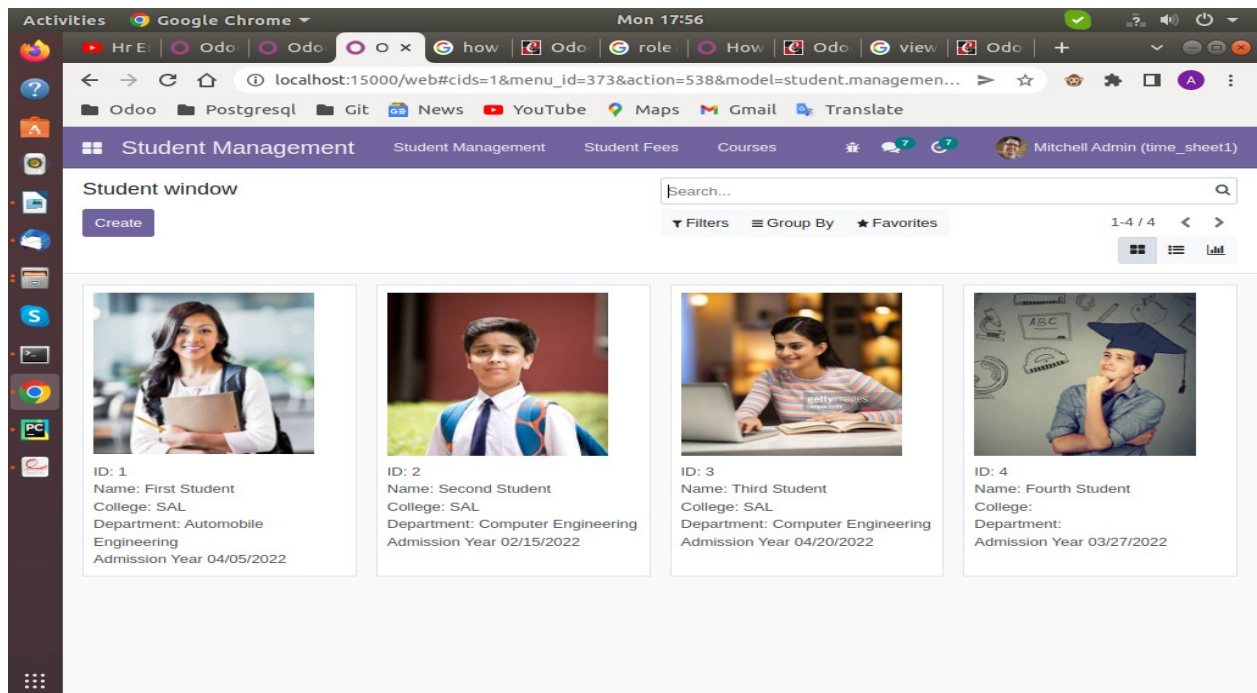 Activities Google Chrome Mon 17:56
Hr E Odo Odo O how Odo role How Odo view Odo
localhost:15000/web#cids=1&menu_id=373&action=538&model=student.managemen... A
Odoo Postgresql Git News YouTube Maps Gmail Translate
Student Management Student Management Student Fees Courses 7 7 Mitchell Admin (time_sheet1)
Student window
Search...
Create
Filters Group By Favorites 1-4 / 4
gettyimages
ABC
ID: 1
Name: First Student
College: SAL
Department: Automobile
Engineering
Admission Year 04/05/2022
ID: 2
Name: Second Student
College: SAL
Department: Computer Engineering
Admission Year 02/15/2022
ID: 3
Name: Third Student
College: SAL
Department: Computer Engineering
Admission Year 04/20/2022
ID: 4
Name: Fourth Student
College:
Department:
Admission Year 03/27/2022